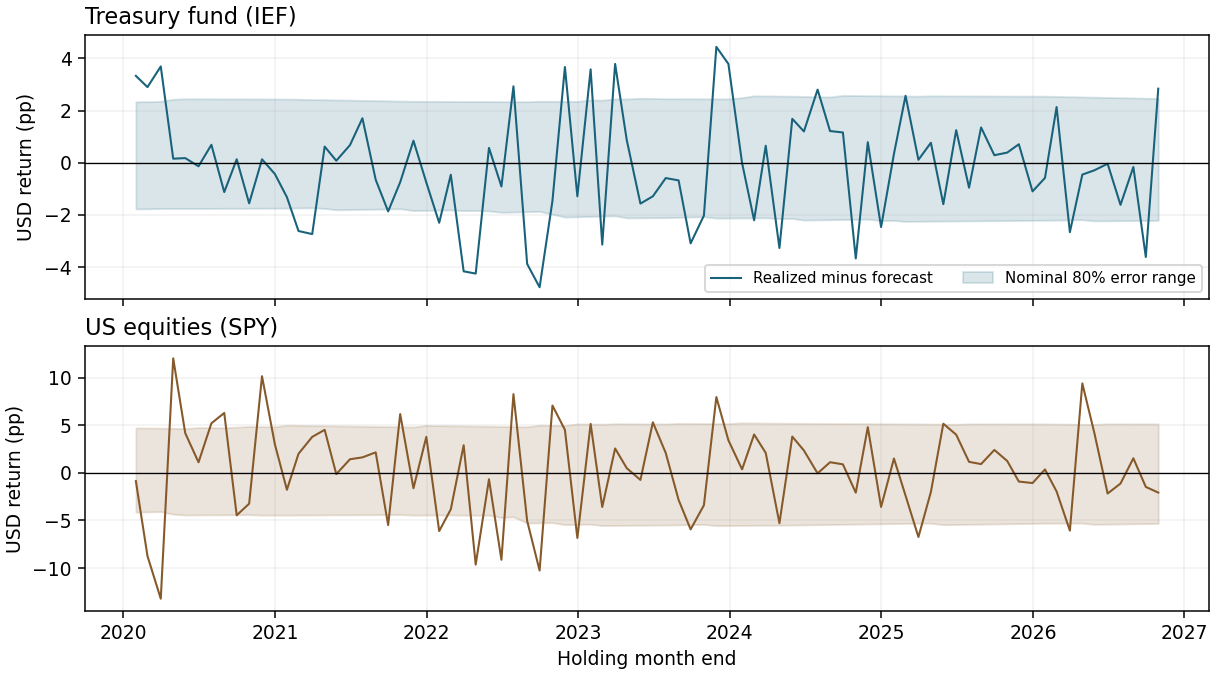 Treasury fund (IEF)
USD return (pp)
4
2
0
−2
−4
Realized minus forecast
Nominal 80% error range
US equities (SPY)
USD return (pp)
10
5
0
−5
−10
2020 2021 2022 2023 2024 2025 2026 2027
Holding month end